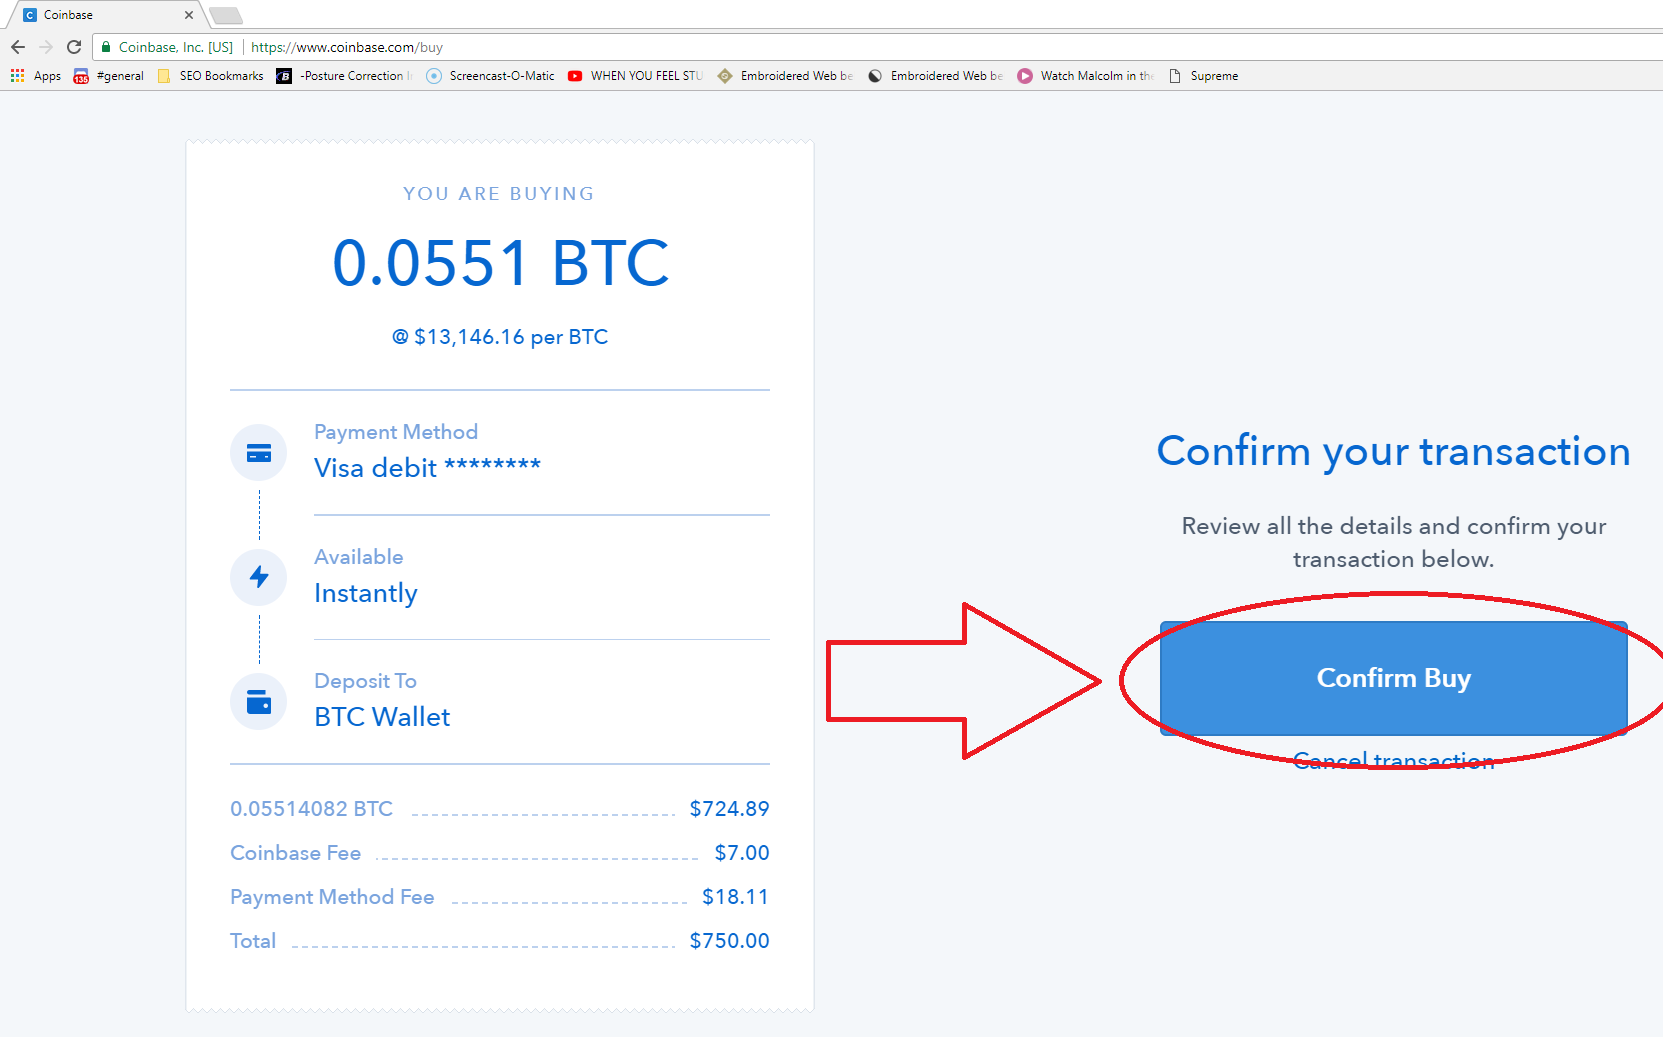 Coinbase
Coinbase, Inc. [US] https://www.coinbase.com/buy
Apps 135 #general SEO Bookmarks -Posture Correction WHEN YOU FEEL STU Screencast-O-Matic Embroidered Web be Embroidered Web be Watch Malcolm in the Supreme
YOU ARE BUYING
0.0551 BTC
@ $13,146.16 per BTC
Payment Method
Visa debit ********
Available
Instantly
Deposit To
BTC Wallet
0.05514082 BTC $724.89
Coinbase Fee $7.00
Payment Method Fee $18.11
Total $750.00
Confirm your transaction
Review all the details and confirm your
transaction below.
Confirm Buy
Cancel transaction